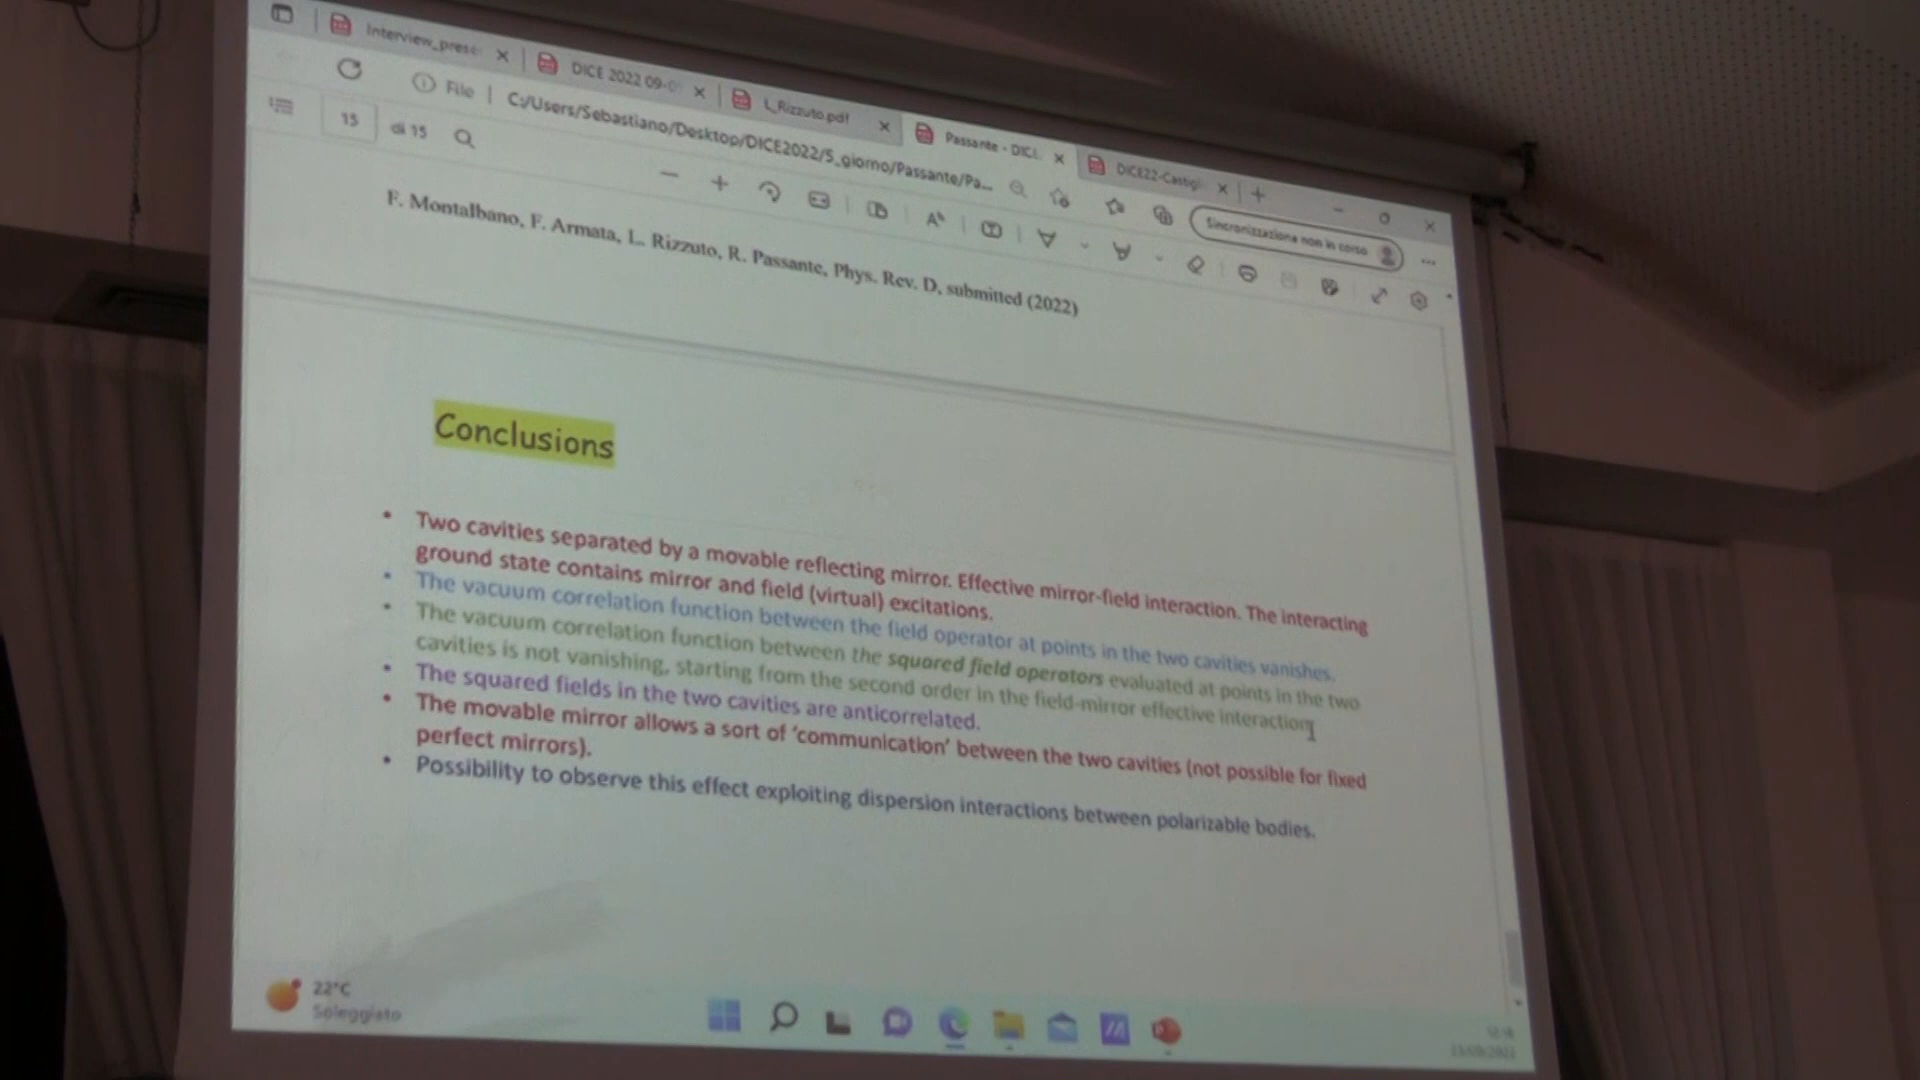 Interview_prese
DICE 2022 09-0
L_Rizzuto.pdf
Passante - DICE
DICE22-Castigl
File
C:/Users/Sebastiano/Desktop/DICE2022/5_giorno/Passante/Pa...
Sincronizzazione non in corso
15
di 15
F. Montalbano, F. Armata, L. Rizzuto, R. Passante, Phys. Rev. D, submitted (2022)
Conclusions
• Two cavities separated by a movable reflecting mirror. Effective mirror-field interaction. The interacting
ground state contains mirror and field (virtual) excitations.
• The vacuum correlation function between the field operator at points in the two cavities vanishes.
• The vacuum correlation function between the squared field operators evaluated at points in the two
cavities is not vanishing, starting from the second order in the field-mirror effective interaction
• The squared fields in the two cavities are anticorrelated.
• The movable mirror allows a sort of ‘communication’ between the two cavities (not possible for fixed
perfect mirrors).
• Possibility to observe this effect exploiting dispersion interactions between polarizable bodies.
22°C
Soleggiato